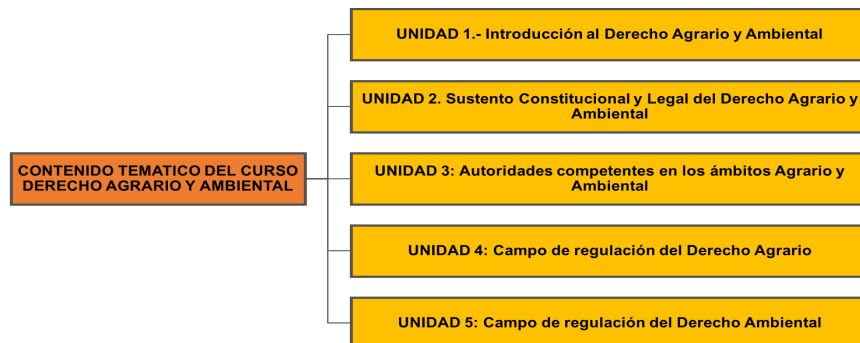 UNIDAD 1.- Introducción al Derecho Agrario y Ambiental
UNIDAD 2. Sustento Constitucional y Legal del Derecho Agrario y
Ambiental
CONTENIDO TEMATICO DEL CURSO
DERECHO AGRARIO Y AMBIENTAL
UNIDAD 3: Autoridades competentes en los ámbitos Agrario y
Ambiental
UNIDAD 4: Campo de regulación del Derecho Agrario
UNIDAD 5: Campo de regulación del Derecho Ambiental